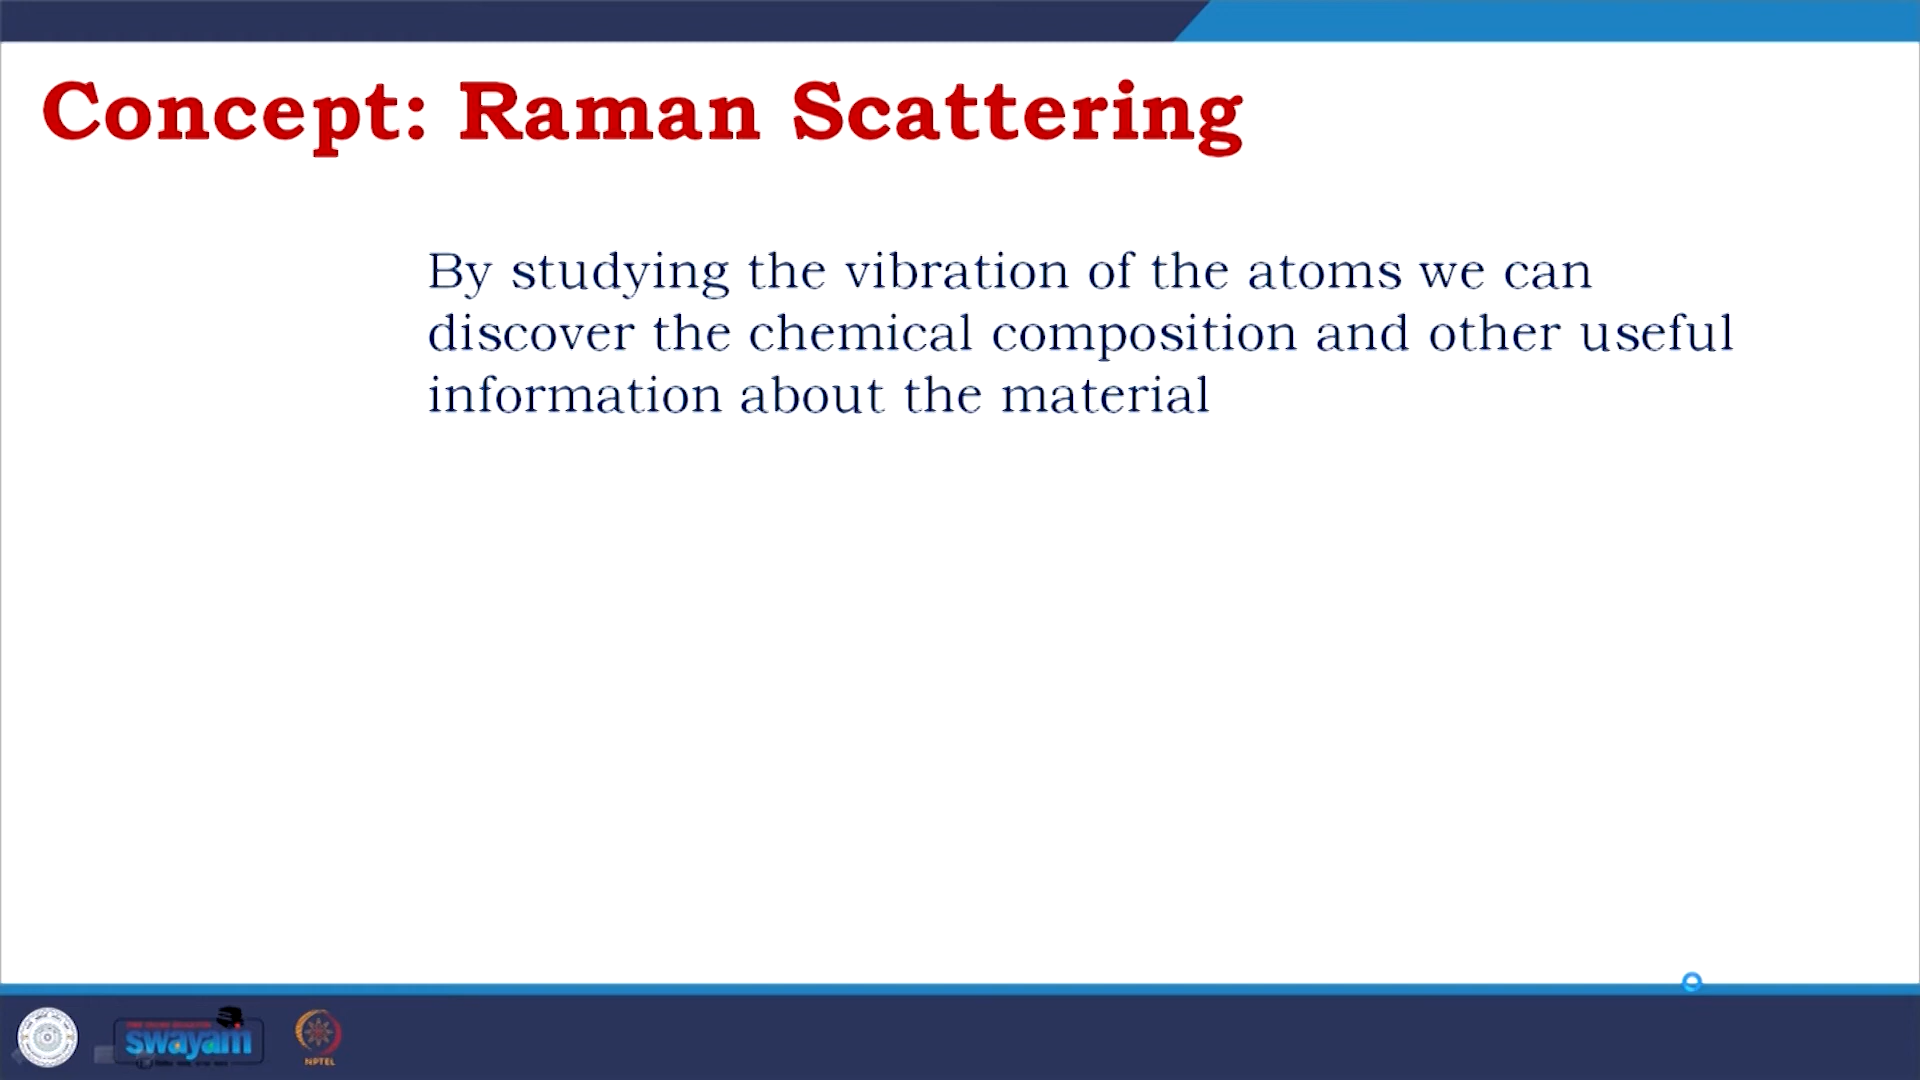 Concept: Raman Scattering
By studying the vibration of the atoms we can
discover the chemical composition and other useful
information about the material
swayam
NPTEL